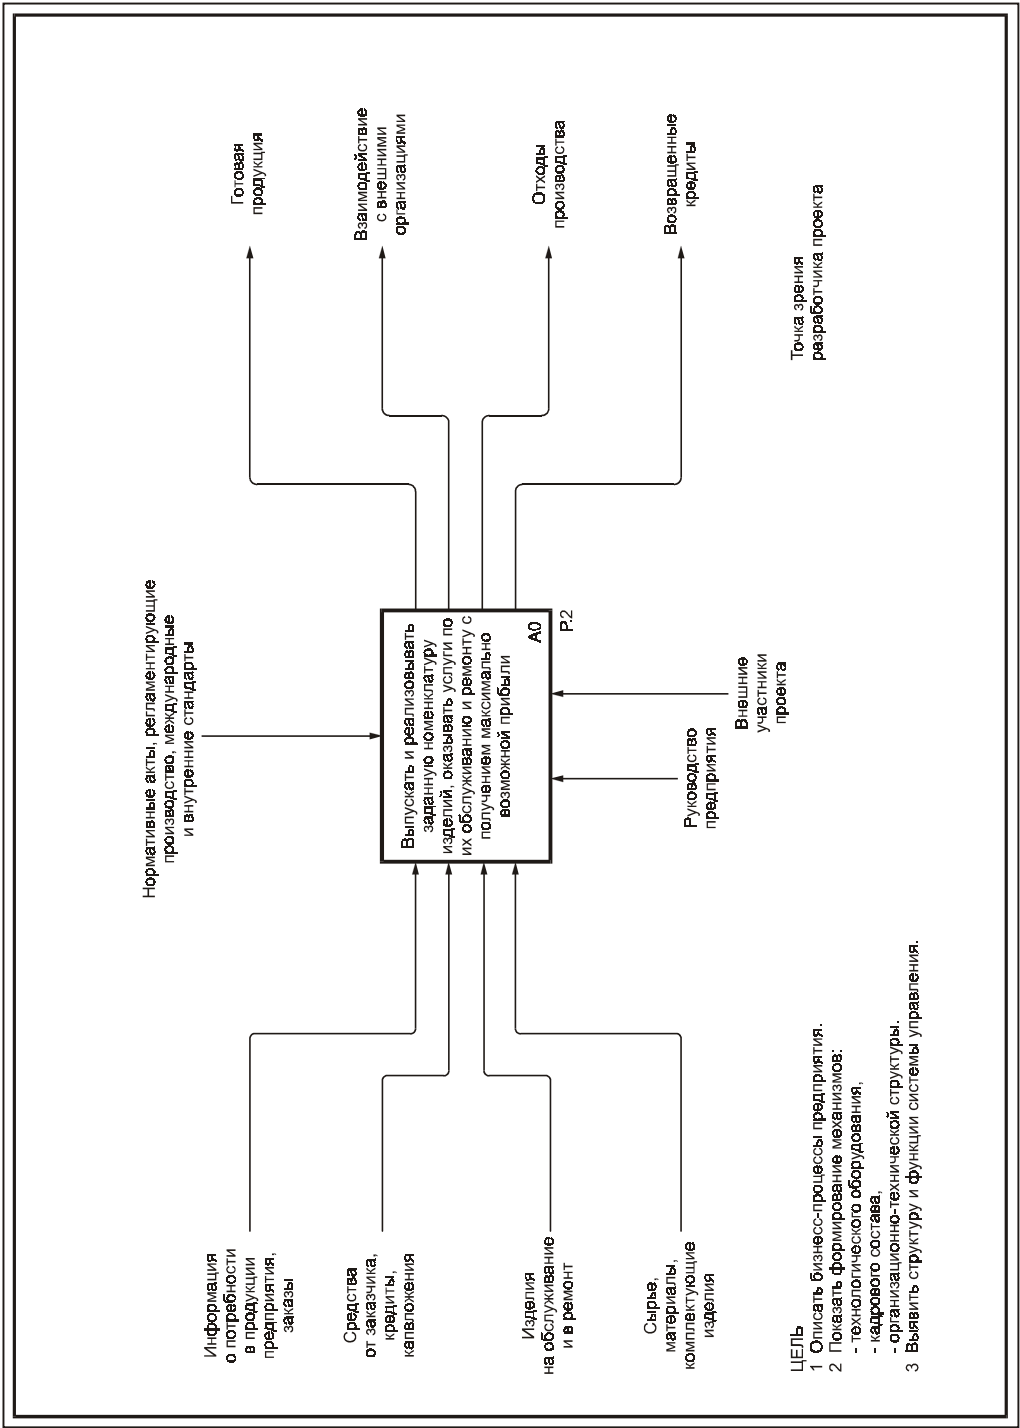 Нормативные акты, регламентирующие
производство, международные
и внутренние стандарты
Информация
о потребности
в продукции
предприятия,
заказы
Средства
от заказчика,
кредиты,
капвложения
Изделия
на обслуживание
и в ремонт
Сырье,
материалы,
комплектующие
изделия
Выпускать и реализовывать
заданную номенклатуру
изделий, оказывать услуги по
их обслуживанию и ремонту с
получением максимально
возможной прибыли
А0
Р.2
Готовая
продукция
Взаимодействие
с внешними
организациями
Отходы
производства
Возвращенные
кредиты
Руководство
предприятия
Внешние
участники
проекта
ЦЕЛЬ
1 Описать бизнесс-процессы предприятия.
2 Показать формирование механизмов:
- технологического оборудования,
- кадрового состава,
- организационно-технической структуры.
3 Выявить структуру и функции системы управления.
Точка зрения
разработчика проекта